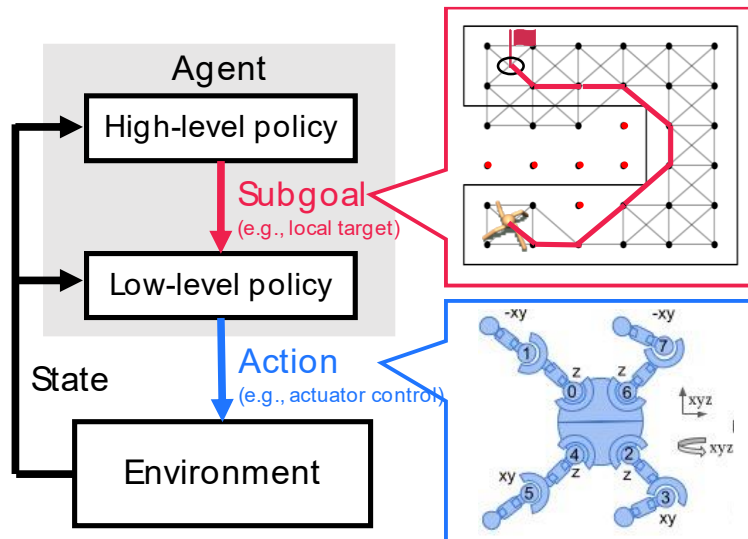 Agent
High-level policy
Subgoal
(e.g., local target)
Low-level policy
Action
(e.g., actuator control)
State
Environment
-xy
-xy
1
7
z
z
0
6
xyz
4
2
xyz
xy
z
z
5
3
xy